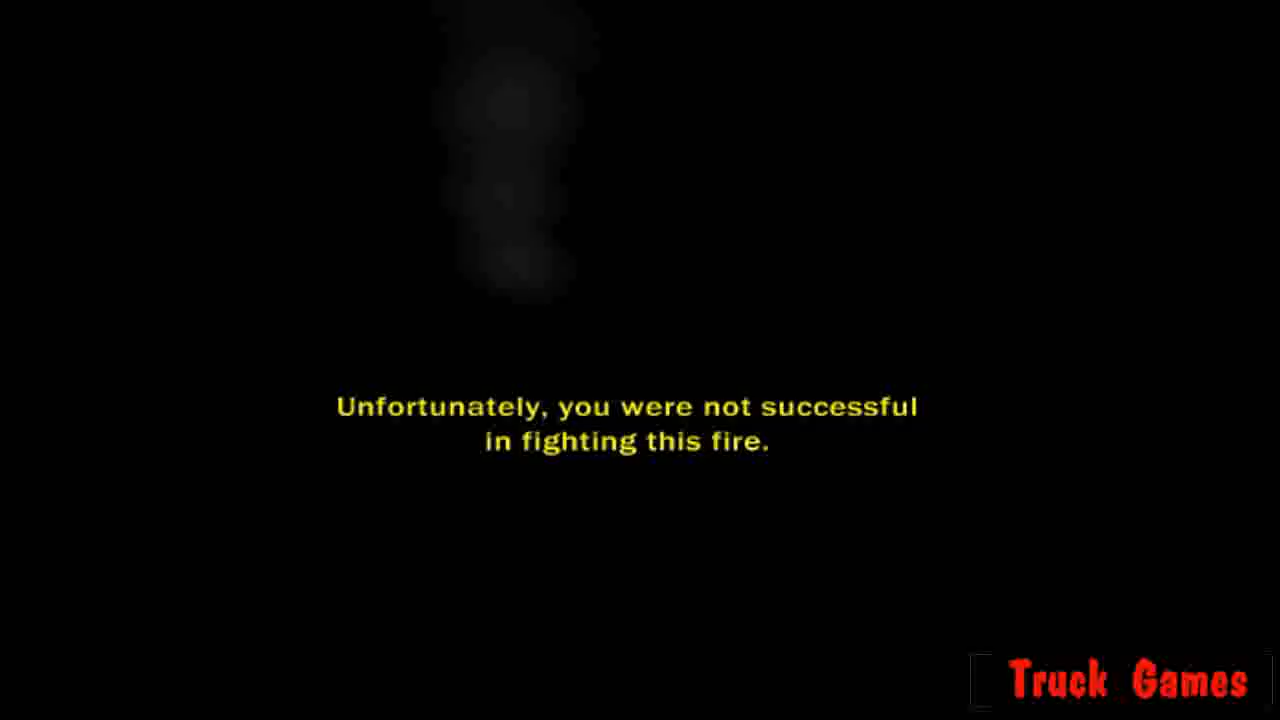 Unfortunately, you were not successful
in fighting this fire.
Truck Games